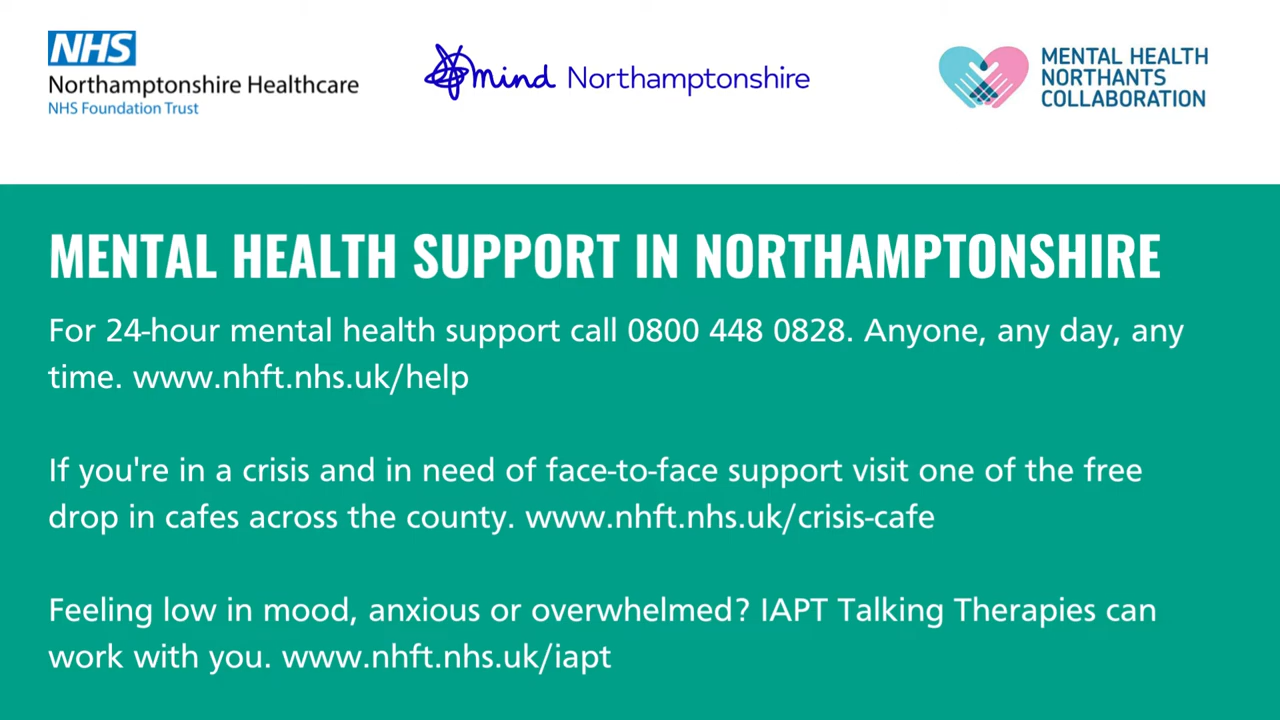 NHS
Northamptonshire Healthcare
NHS Foundation Trust
mind Northamptonshire
MENTAL HEALTH
NORTHANTS
COLLABORATION
MENTAL HEALTH SUPPORT IN NORTHAMPTONSHIRE
For 24-hour mental health support call 0800 448 0828. Anyone, any day, any
time. www.nhft.nhs.uk/help
If you're in a crisis and in need of face-to-face support visit one of the free
drop in cafes across the county. www.nhft.nhs.uk/crisis-cafe
Feeling low in mood, anxious or overwhelmed? IAPT Talking Therapies can
work with you. www.nhft.nhs.uk/iapt